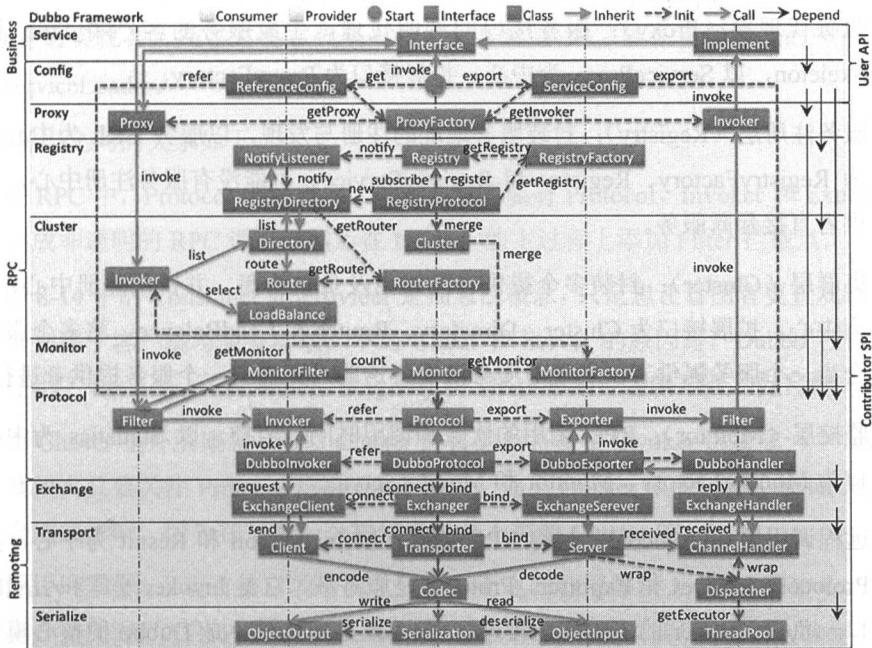 Dubbo Framework
Consumer
Provider
Start
Interface
Class
Inherit
Init
Call
Depend
Business
RPC
Remoting
User API
Contributor SPI
Service
Interface
Implement
Config
refer
get
invoke
export
export
ReferenceConfig
ServiceConfig
invoke
Proxy
Proxy
getProxy
ProxyFactory
getInvoker
Invoker
Registry
NotifyListener
notify
Registry
getRegistry
RegistryFactory
invoke
notify
subscribe
register
getRegistry
RegistryDirectory
new
RegistryProtocol
Cluster
list
getRouter
merge
list
Directory
Cluster
merge
route
getRouter
Invoker
Router
RouterFactory
invoke
select
LoadBalance
Monitor
invoke
getMonitor
MonitorFilter
count
Monitor
getMonitor
MonitorFactory
Protocol
Filter
invoke
Invoker
refer
Protocol
export
Exporter
invoke
Filter
invoke
invoke
DubboInvoker
refer
DubboProtocol
export
DubboExporter
DubboHandler
Exchange
request
connect
bind
reply
ExchangeClient
connect
Exchanger
bind
ExchangeSerever
ExchangeHandler
Transport
send
connect
bind
Client
connect
Transporter
bind
Server
received
received
ChannelHandler
encode
decode
wrap
wrap
Codec
Dispatcher
Serialize
write
read
getExecutor
ObjectOutput
serialize
Serialization
deserialize
ObjectInput
ThreadPool